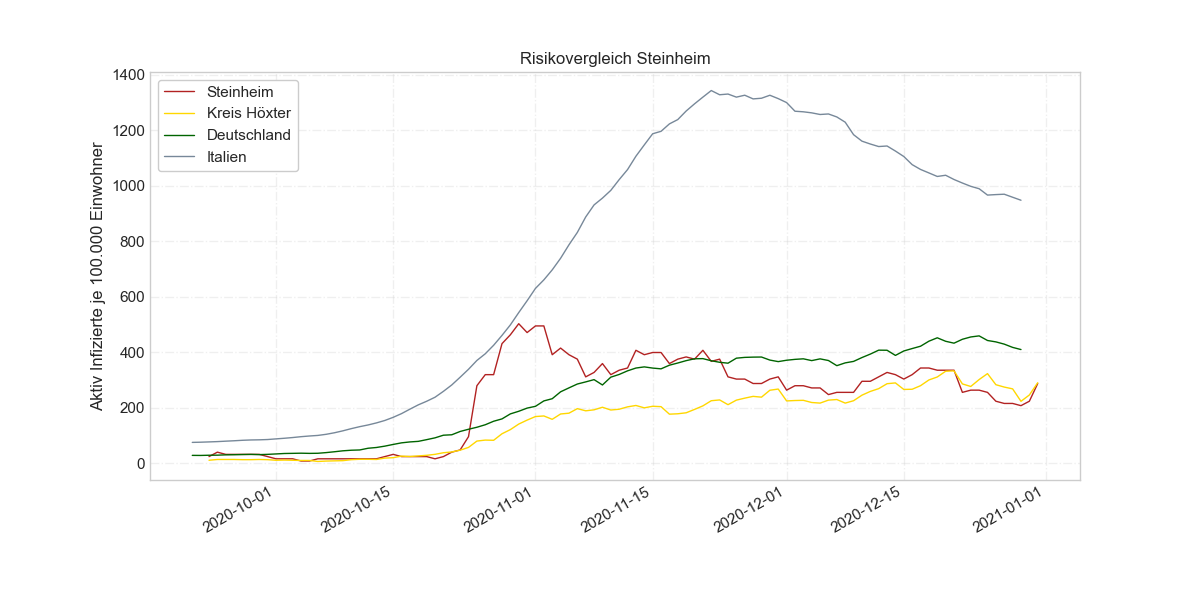 Risikovergleich Steinheim
Aktiv Infizierte je 100.000 Einwohner
1400
1200
1000
800
600
400
200
0
Steinheim
Kreis Höxter
Deutschland
Italien
2020-10-01
2020-10-15
2020-11-01
2020-11-15
2020-12-01
2020-12-15
2021-01-01